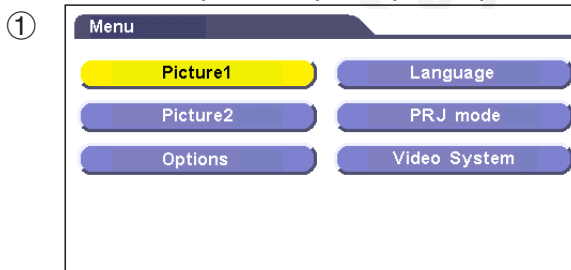 ①
Menu
Picture1
Language
Picture2
PRJ mode
Options
Video System